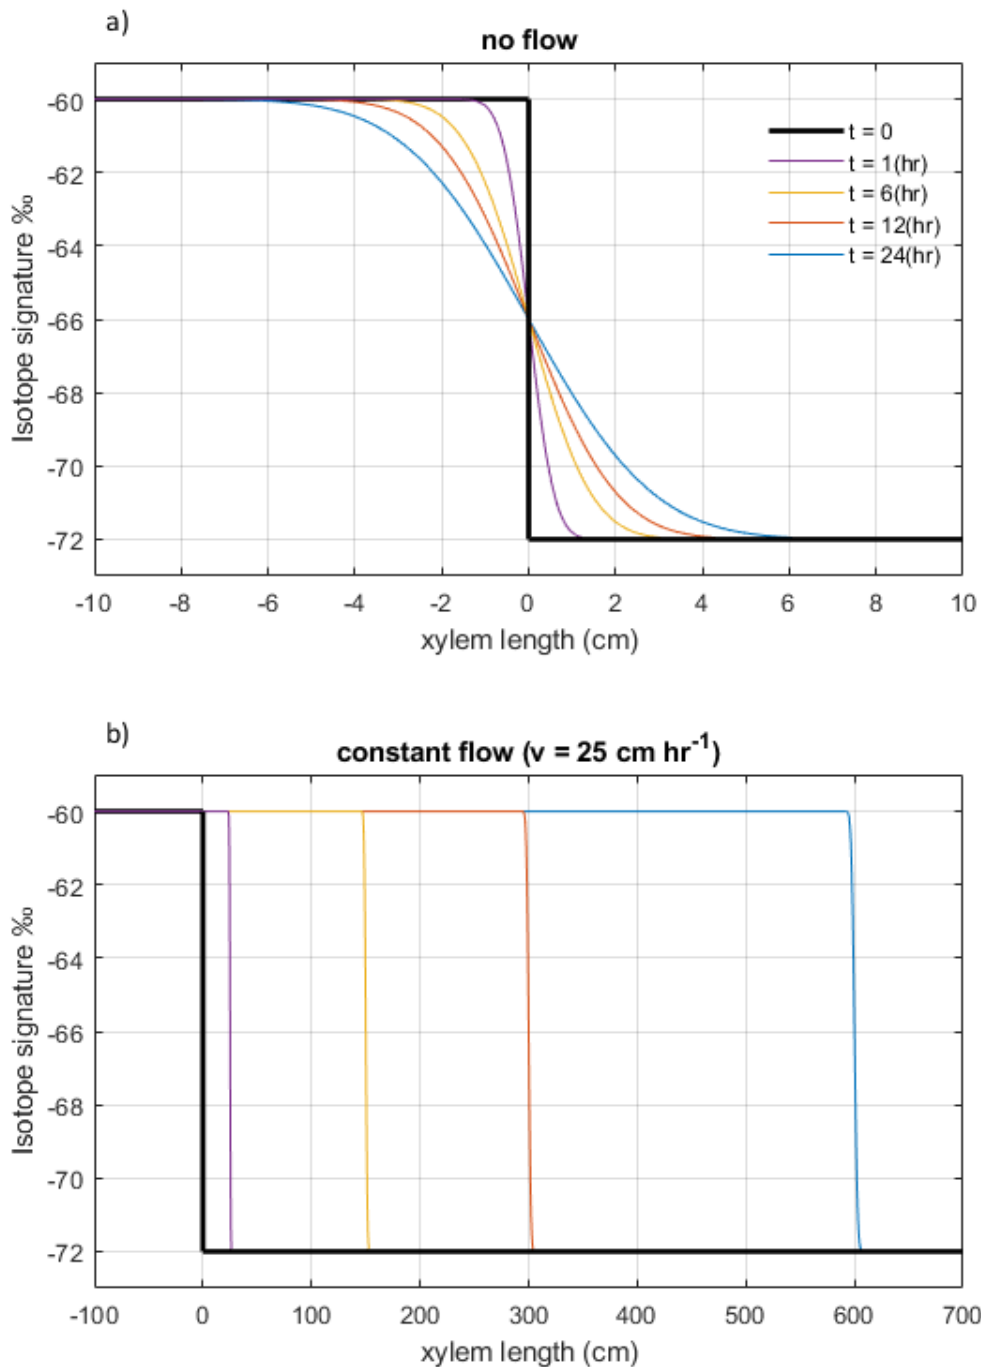 a)
no flow
-60
-62
-64
-66
-68
-70
-72
Isotope signature ‰
t = 0
t = 1(hr)
t = 6(hr)
t = 12(hr)
t = 24(hr)
-10 -8 -6 -4 -2 0 2 4 6 8 10
xylem length (cm)
b)
constant flow (v = 25 cm hr⁻¹)
-60
-62
-64
-66
-68
-70
-72
Isotope signature ‰
-100 0 100 200 300 400 500 600 700
xylem length (cm)